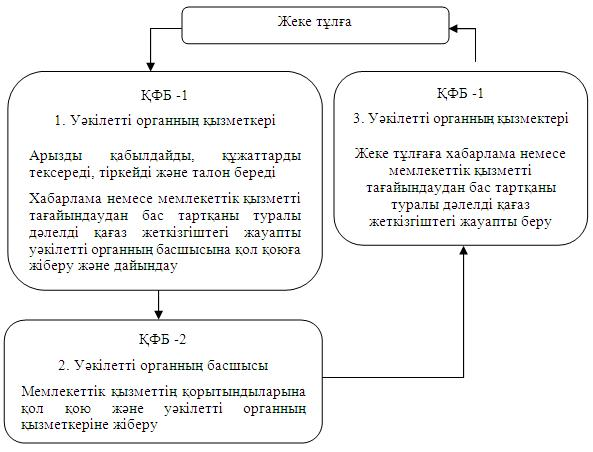 Жеке тұлға
ҚФБ -1
1. Уәкілетті органның қызметкері
Арызды қабылдайды, құжаттарды
тексереді, тіркейді және талон береді
Хабарлама немесе мемлекеттік қызметті
тағайындаудан бас тартқаны туралы
дәлелді қағаз жеткізгіштегі жауапты
уәкілетті органның басшысына қол қоюға
жіберу және дайындау
ҚФБ -2
2. Уәкілетті органның басшысы
Мемлекеттік қызметтің қорытындыларына
қол қою және уәкілетті органның
қызметкеріне жіберу
ҚФБ -1
3. Уәкілетті органның қызмектері
Жеке тұлғаға хабарлама немесе
мемлекеттік қызметті
тағайындаудан бас тартқаны
туралы дәлелді қағаз
жеткізгіштегі жауапты беру